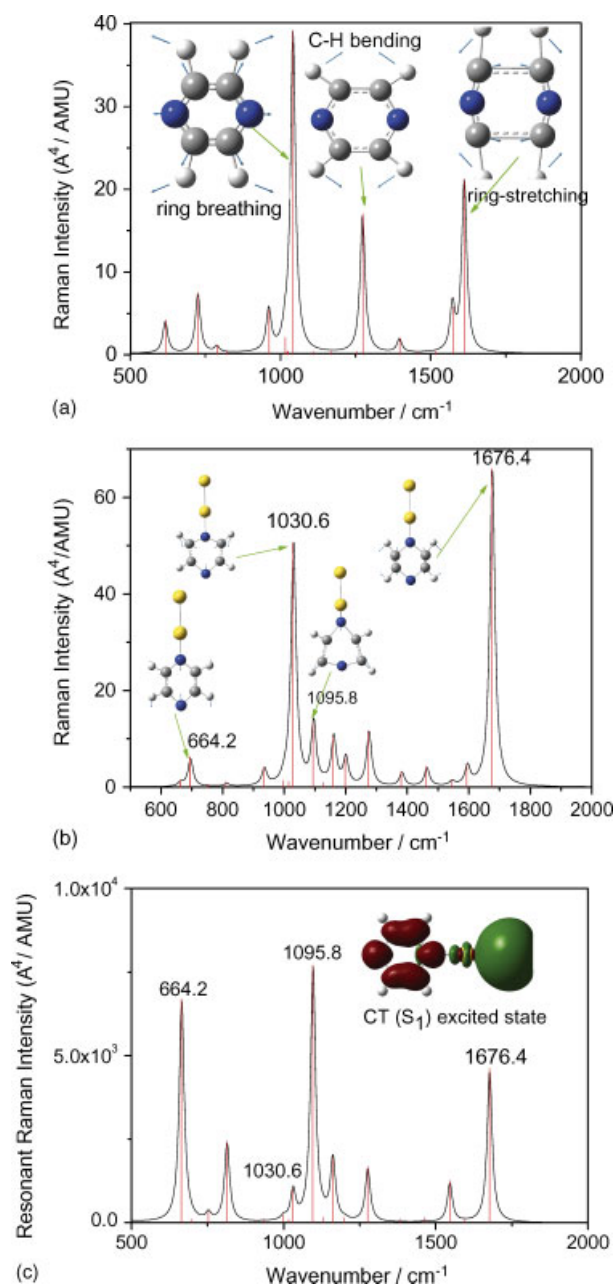 (a)
Raman Intensity (A⁴/ AMU)
40
30
20
10
0
C-H bending
ring breathing
ring-stretching
500
1000
1500
2000
Wavenumber / cm⁻¹
(b)
Raman Intensity (A⁴/AMU)
60
40
20
0
1676.4
1030.6
1095.8
664.2
600
800
1000
1200
1400
1600
1800
2000
Wavenumber / cm⁻¹
(c)
Resonant Raman Intensity (A⁴/ AMU)
1.0×10⁴
5.0×10³
0.0
1095.8
664.2
CT (S₁) excited state
1676.4
1030.6
500
1000
1500
2000
Wavenumber / cm⁻¹